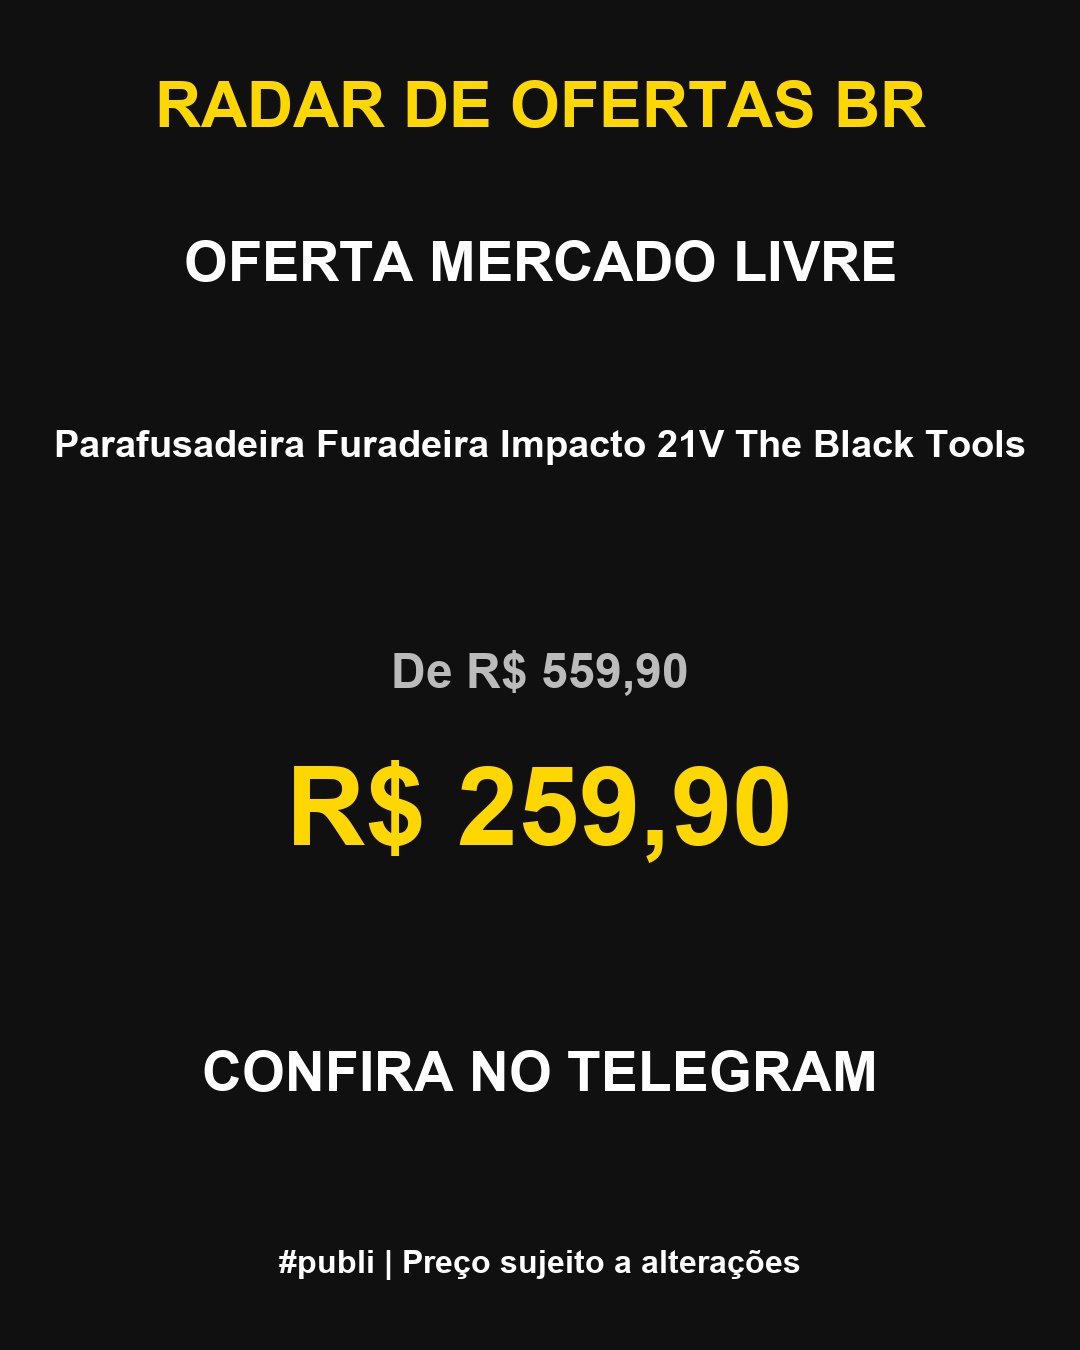 RADAR DE OFERTAS BR
OFERTA MERCADO LIVRE
Parafusadeira Furadeira Impacto 21V The Black Tools
De R$ 559,90
R$ 259,90
CONFIRA NO TELEGRAM
#publi | Preço sujeito a alterações